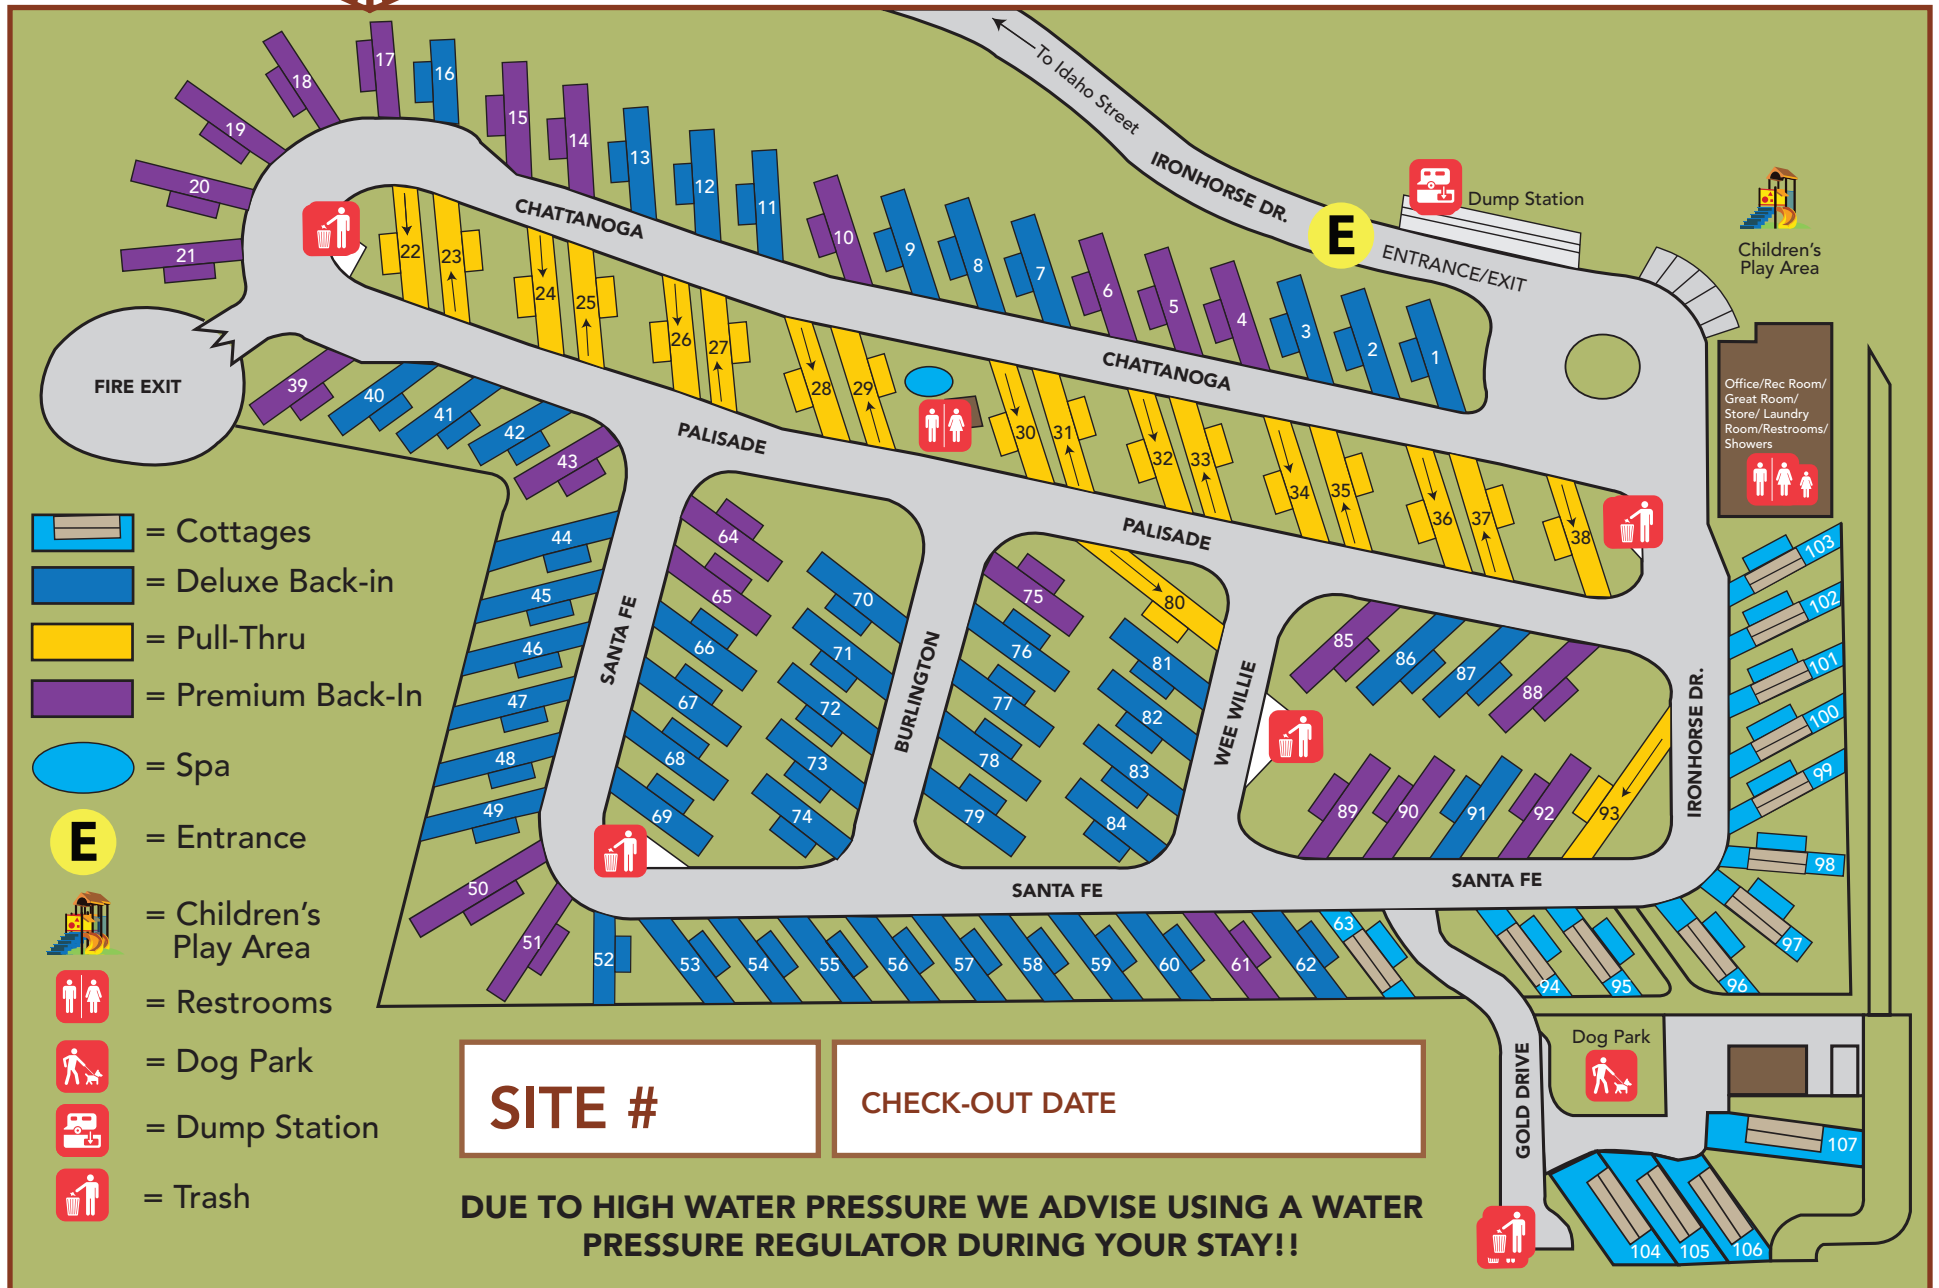 17
16
18
15
14
19
13
12
20
11
21
10
9
8
7
6
5
4
3
2
1
To Idaho Street
IRONHORSE DR.
E
ENTRANCE/EXIT
Dump Station
Children's
Play Area
CHATTANOGA
CHATTANOGA
22
23
24
25
26
27
28
29
30
31
32
33
34
35
36
37
38
FIRE EXIT
39
40
41
42
43
PALISADE
PALISADE
Office/Rec Room/
Great Room/
Store/ Laundry
Room/Restrooms/
Showers
= Cottages
= Deluxe Back-in
= Pull-Thru
= Premium Back-In
= Spa
E = Entrance
= Children's
Play Area
= Restrooms
= Dog Park
= Dump Station
= Trash
44
45
46
47
48
49
50
51
52
SANTA FE
64
65
66
67
68
69
70
71
72
73
74
BURLINGTON
75
76
77
78
79
80
81
82
83
84
WEE WILLIE
85
86
87
88
89
90
91
92
93
IRONHORSE DR.
103
102
101
100
99
98
97
96
95
94
SANTA FE
SANTA FE
53
54
55
56
57
58
59
60
61
62
63
GOLD DRIVE
Dog Park
107
104
105
106
SITE #
CHECK-OUT DATE
DUE TO HIGH WATER PRESSURE WE ADVISE USING A WATER
PRESSURE REGULATOR DURING YOUR STAY!!